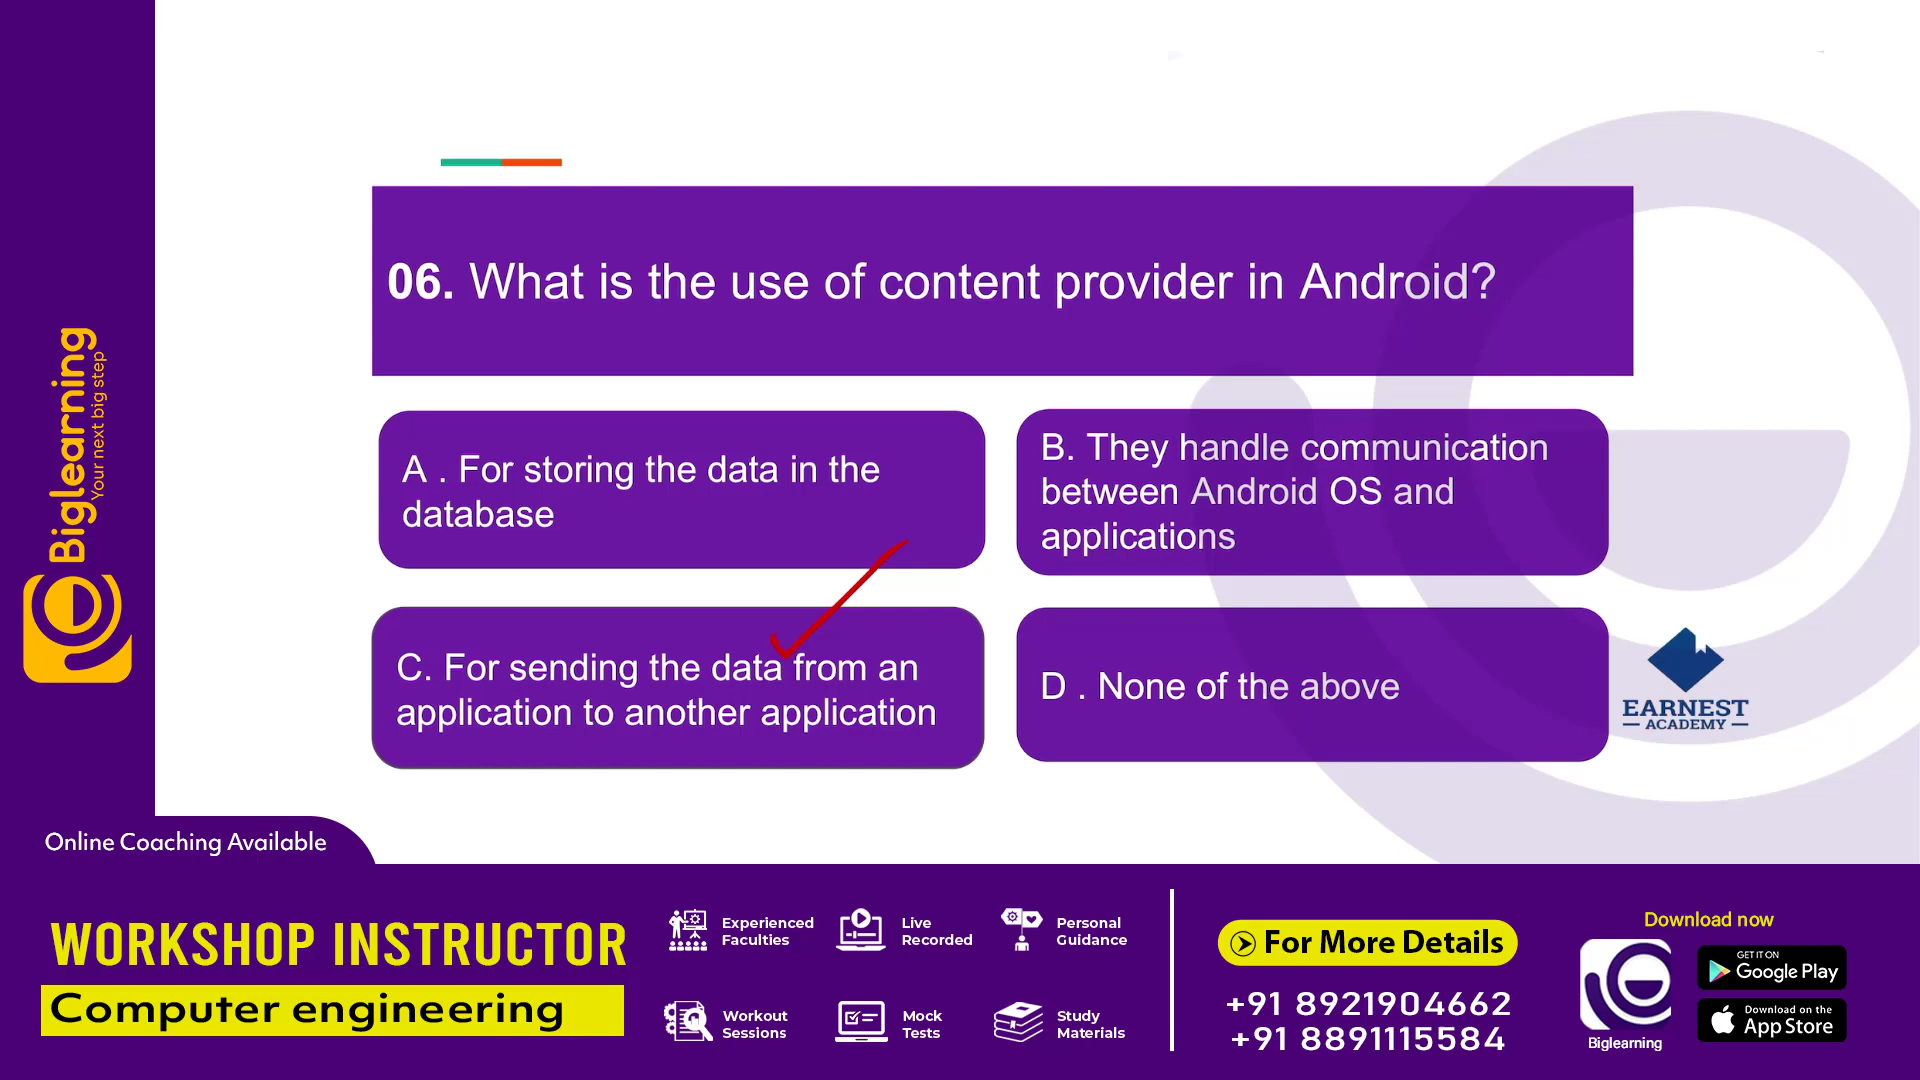 06. What is the use of content provider in Android?
A . For storing the data in the
database
B. They handle communication
between Android OS and
applications
C. For sending the data from an
application to another application
D . None of the above
Biglearning
Your next big step
EARNEST
ACADEMY
Online Coaching Available
WORKSHOP INSTRUCTOR
Computer engineering
Experienced
Faculties
Live
Recorded
Personal
Guidance
Workout
Sessions
Mock
Tests
Study
Materials
For More Details
+91 8921904662
+91 8891115584
Download now
Biglearning
GET IT ON
Google Play
Download on the
App Store